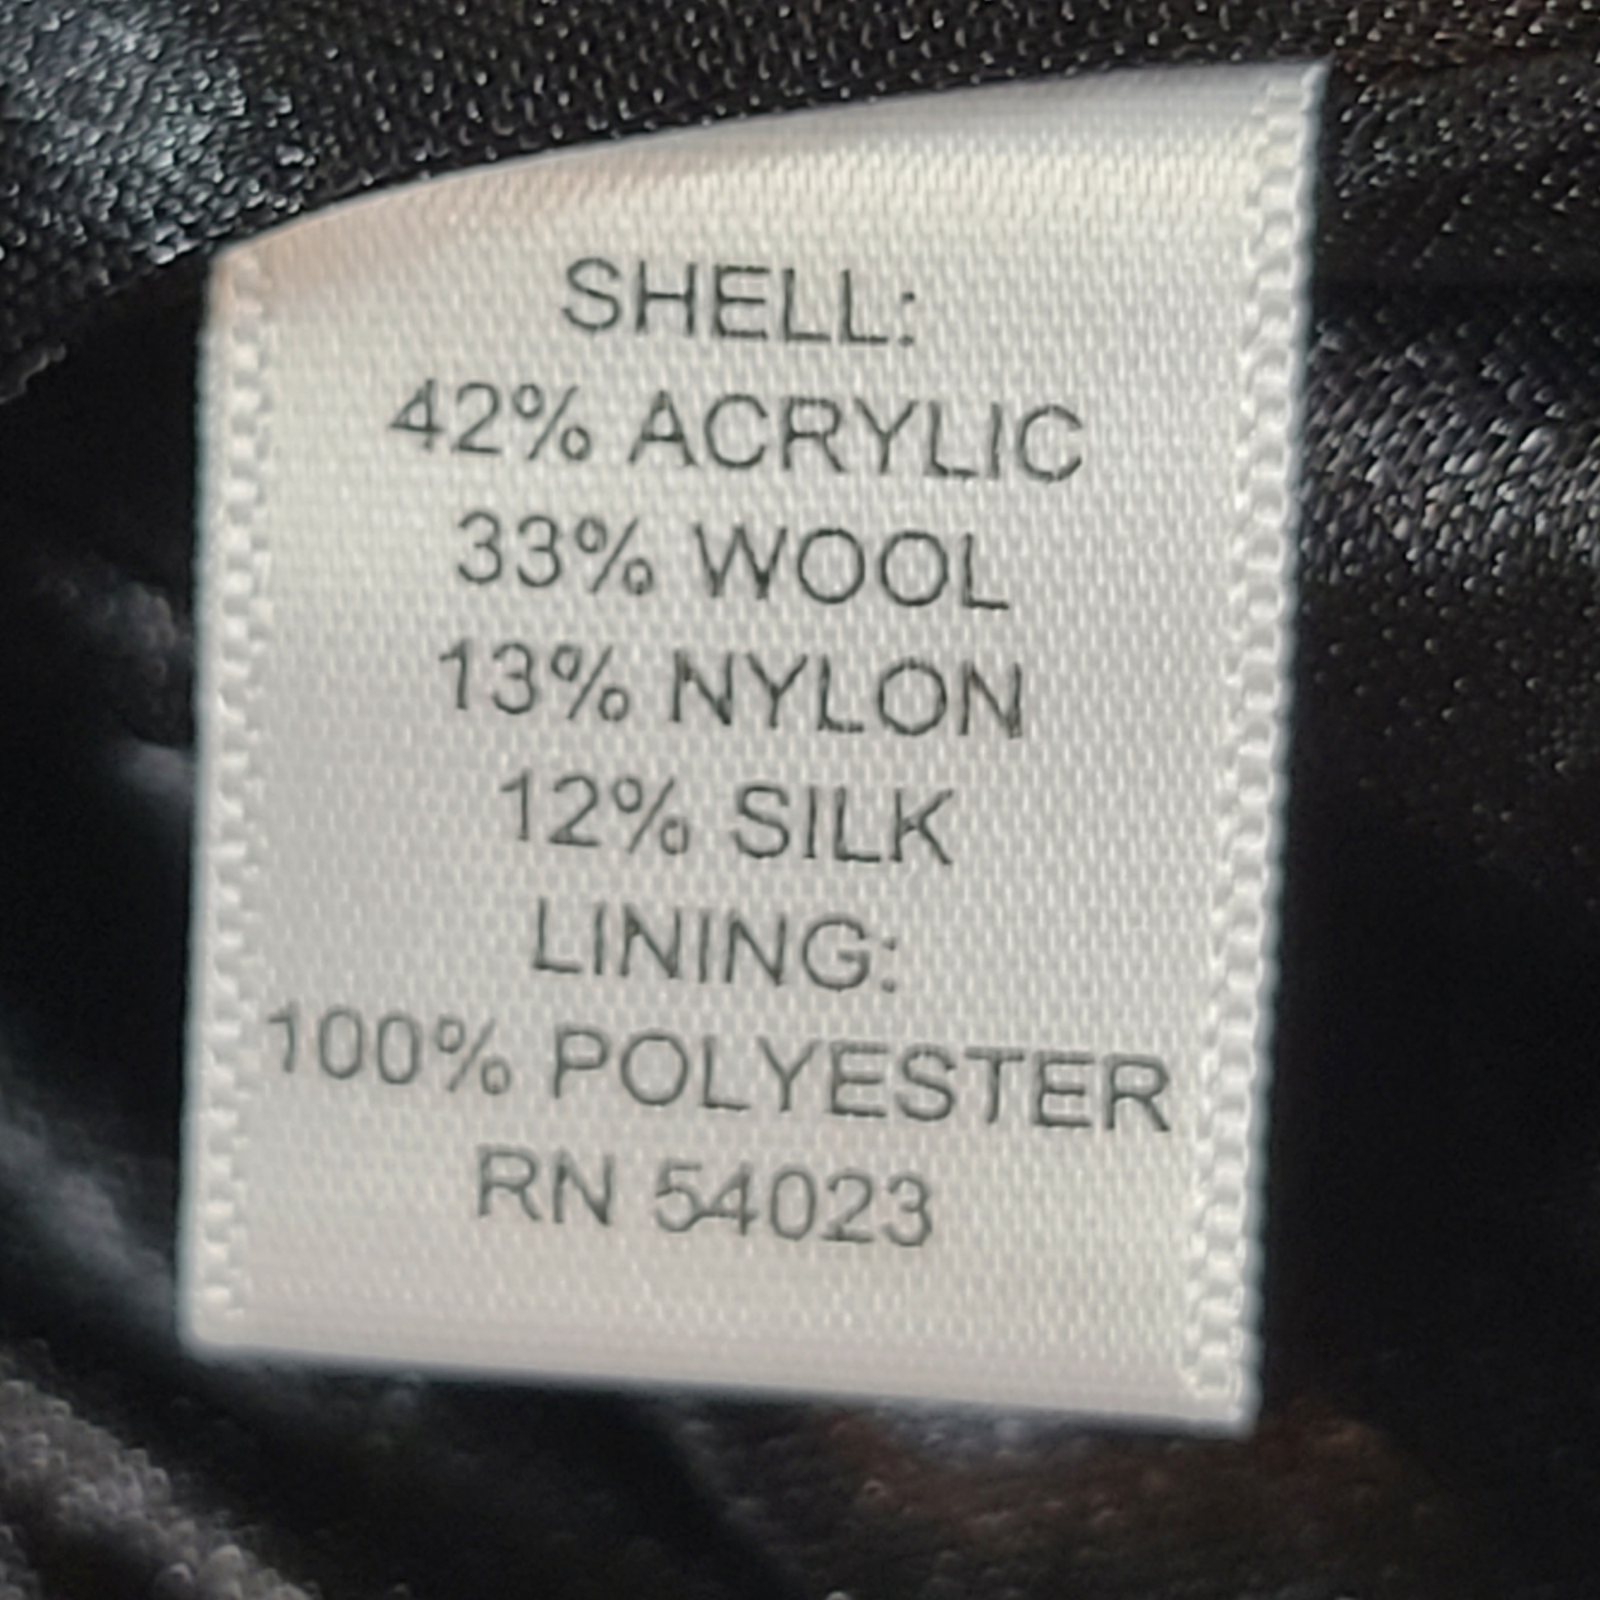 SHELL:
42% ACRYLIC
33% WOOL
13% NYLON
12% SILK
LINING:
100% POLYESTER
RN 54023